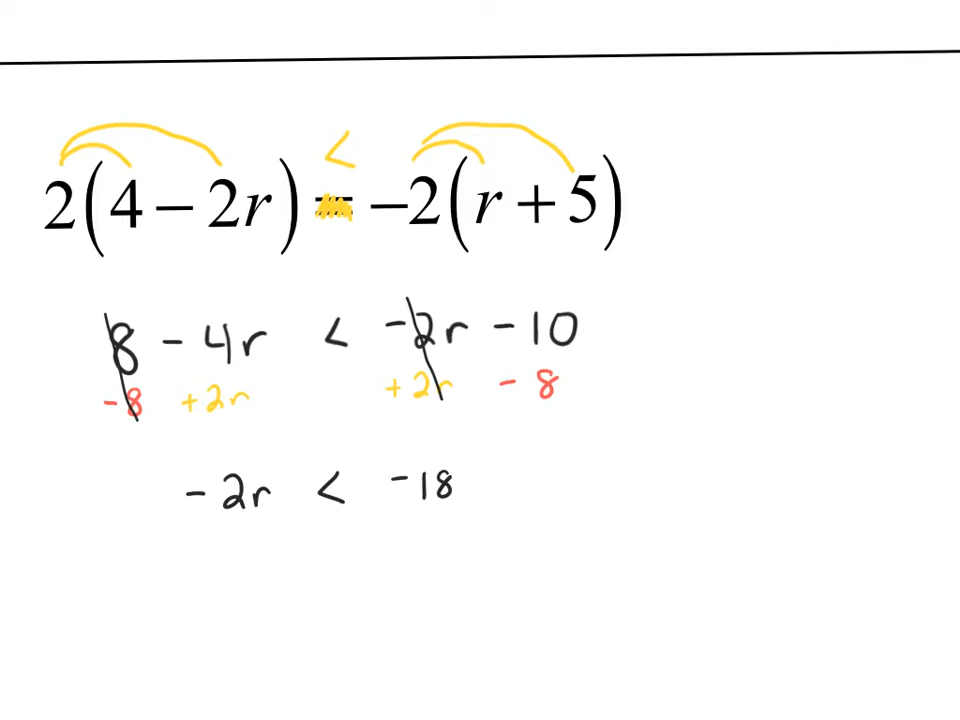 2(4 − 2r) < −2(r + 5)
8 - 4r < -2r - 10
-8 +2r +2r - 8
-2r < -18